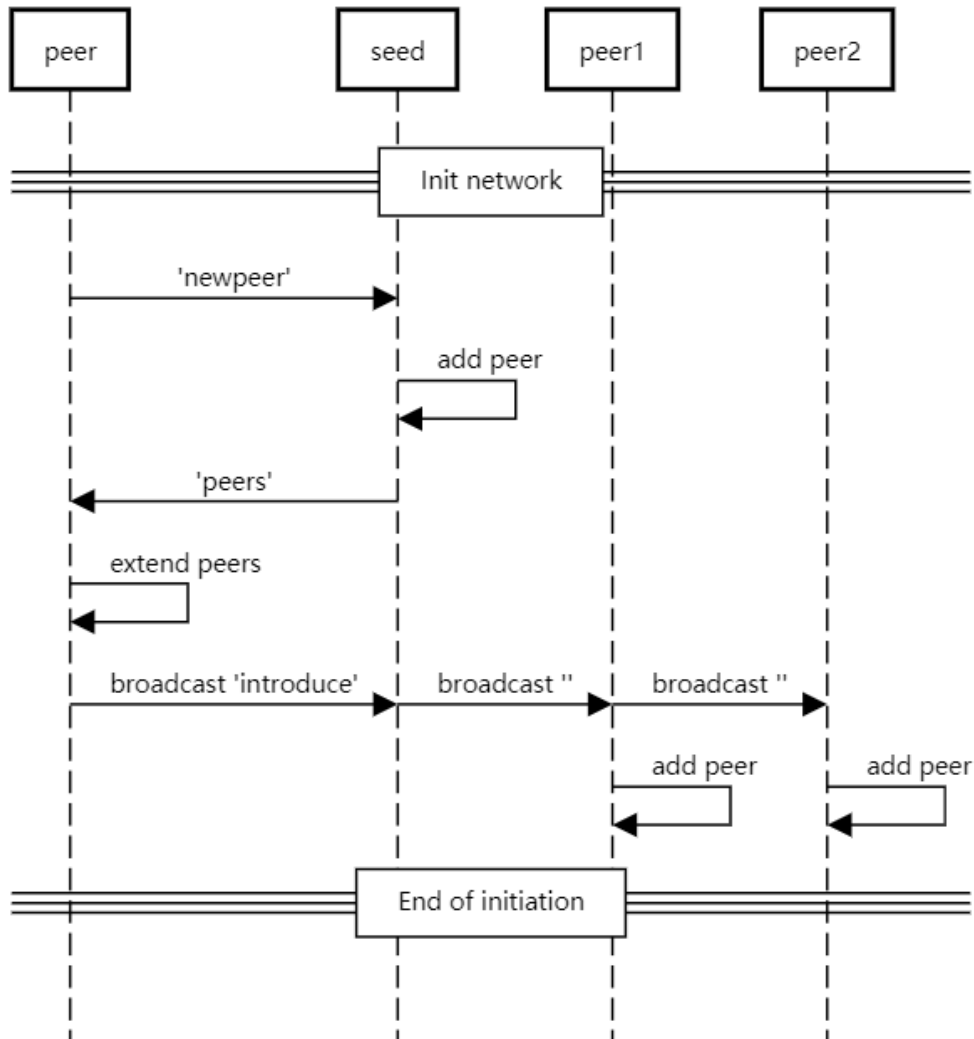 peer
seed
peer1
peer2
Init network
'newpeer'
add peer
'peers'
extend peers
broadcast 'introduce'
broadcast ''
broadcast ''
add peer
add peer
End of initiation